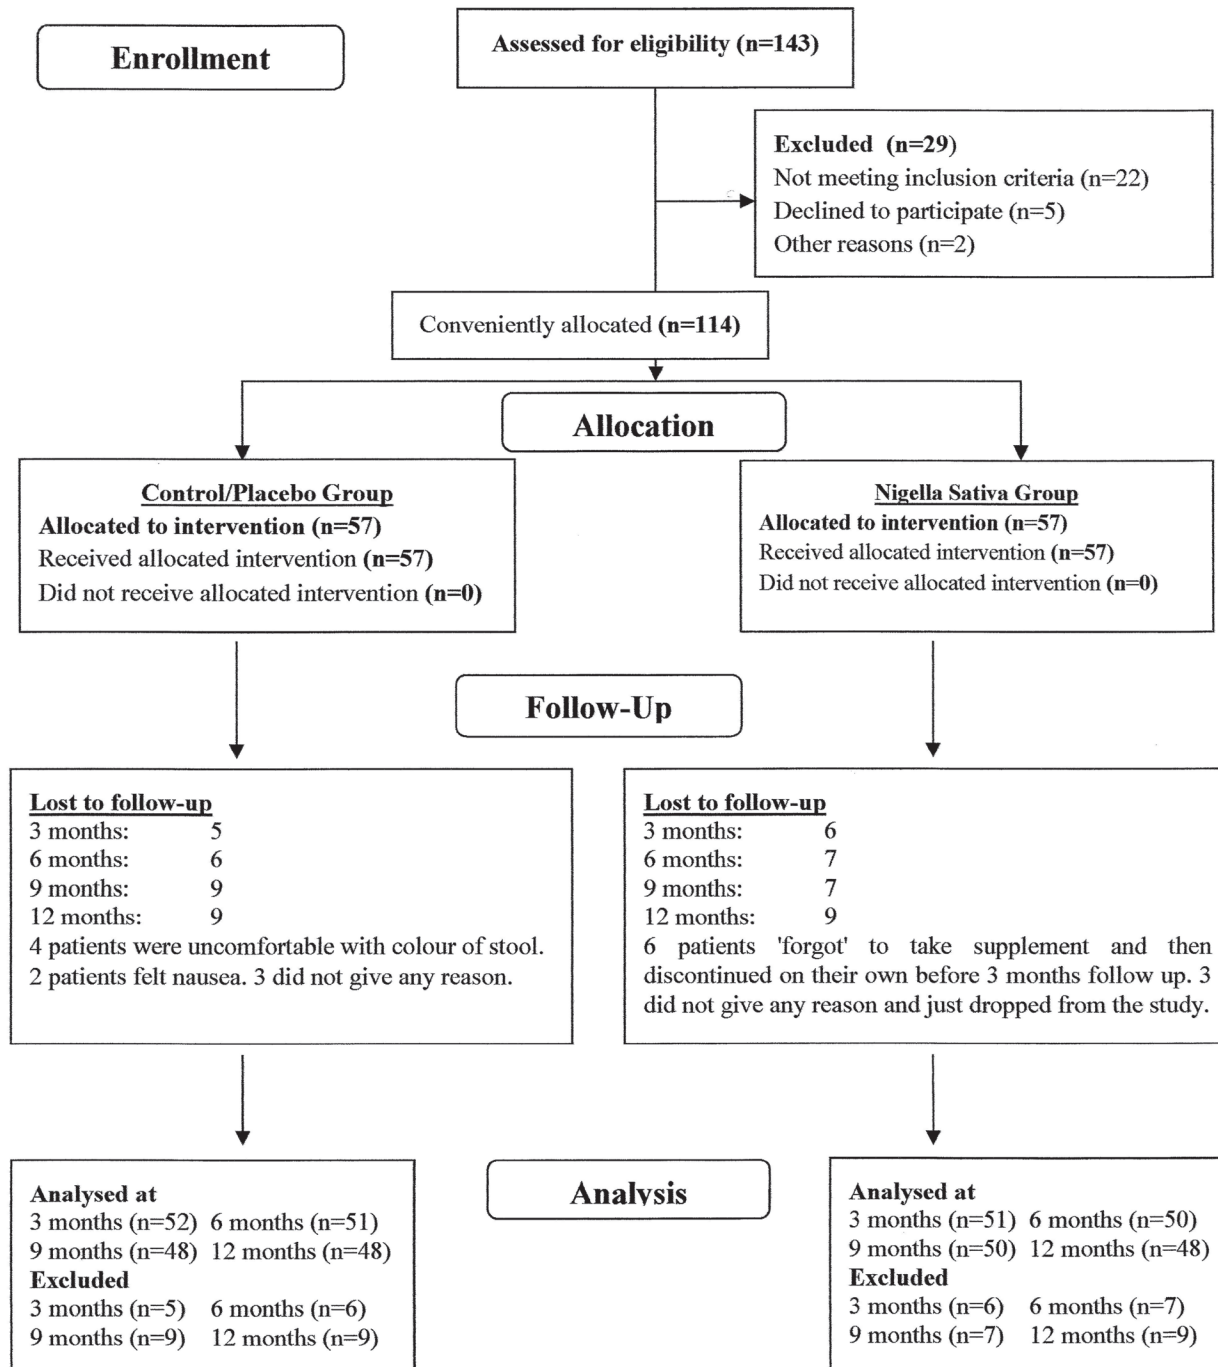 Enrollment
Assessed for eligibility (n=143)
Excluded (n=29)
Not meeting inclusion criteria (n=22)
Declined to participate (n=5)
Other reasons (n=2)
Conveniently allocated (n=114)
Allocation
Control/Placebo Group
Allocated to intervention (n=57)
Received allocated intervention (n=57)
Did not receive allocated intervention (n=0)
Nigella Sativa Group
Allocated to intervention (n=57)
Received allocated intervention (n=57)
Did not receive allocated intervention (n=0)
Follow-Up
Lost to follow-up
3 months: 5
6 months: 6
9 months: 9
12 months: 9
4 patients were uncomfortable with colour of stool.
2 patients felt nausea. 3 did not give any reason.
Lost to follow-up
3 months: 6
6 months: 7
9 months: 7
12 months: 9
6 patients 'forgot' to take supplement and then
discontinued on their own before 3 months follow up. 3
did not give any reason and just dropped from the study.
Analysis
Analysed at
3 months (n=52) 6 months (n=51)
9 months (n=48) 12 months (n=48)
Excluded
3 months (n=5) 6 months (n=6)
9 months (n=9) 12 months (n=9)
Analysed at
3 months (n=51) 6 months (n=50)
9 months (n=50) 12 months (n=48)
Excluded
3 months (n=6) 6 months (n=7)
9 months (n=7) 12 months (n=9)